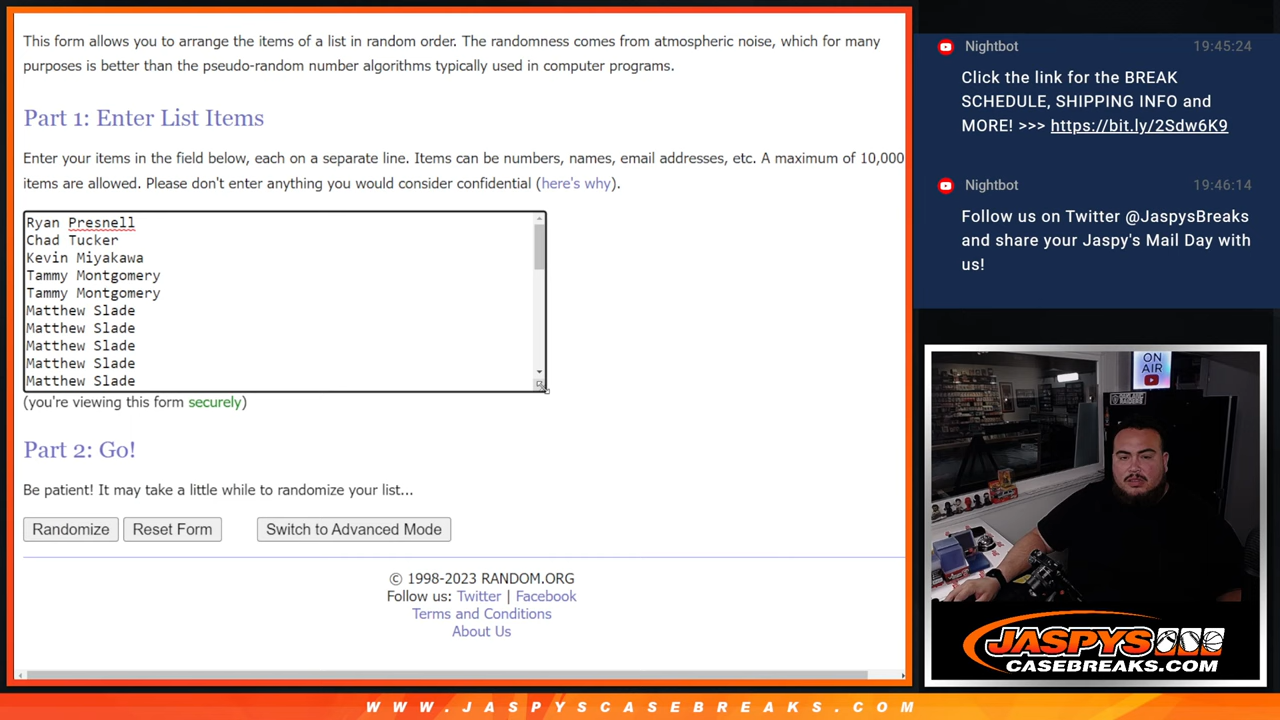 This form allows you to arrange the items of a list in random order. The randomness comes from atmospheric noise, which for many
purposes is better than the pseudo-random number algorithms typically used in computer programs.
Part 1: Enter List Items
Enter your items in the field below, each on a separate line. Items can be numbers, names, email addresses, etc. A maximum of 10,000
items are allowed. Please don't enter anything you would consider confidential (here's why).
Ryan Presnell
Chad Tucker
Kevin Miyakawa
Tammy Montgomery
Tammy Montgomery
Matthew Slade
Matthew Slade
Matthew Slade
Matthew Slade
Matthew Slade
(you're viewing this form securely)
Part 2: Go!
Be patient! It may take a little while to randomize your list...
Randomize
Reset Form
Switch to Advanced Mode
© 1998-2023 RANDOM.ORG
Follow us: Twitter | Facebook
Terms and Conditions
About Us
Nightbot 19:45:24
Click the link for the BREAK
SCHEDULE, SHIPPING INFO and
MORE! >>> https://bit.ly/2Sdw6K9
Nightbot 19:46:14
Follow us on Twitter @JaspysBreaks
and share your Jaspy's Mail Day with
us!
ON
AIR
JASPYS
CASEBREAKS.COM
WWW.JASPYSCASEBREAKS.COM